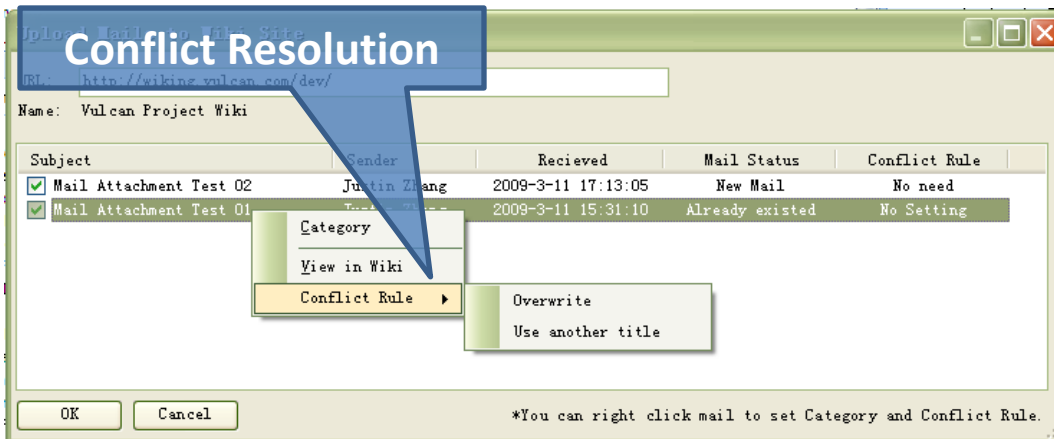 Upload Mails to Wiki Site
Conflict Resolution
URL: http://wiking.vulcan.com/dev/
Name: Vulcan Project Wiki
Subject Sender Recieved Mail Status Conflict Rule
Mail Attachment Test 02 Justin Zhang 2009-3-11 17:13:05 New Mail No need
Mail Attachment Test 01 Justin Zhang 2009-3-11 15:31:10 Already existed No Setting
Category
View in Wiki
Conflict Rule
Overwrite
Use another title
OK Cancel *You can right click mail to set Category and Conflict Rule.